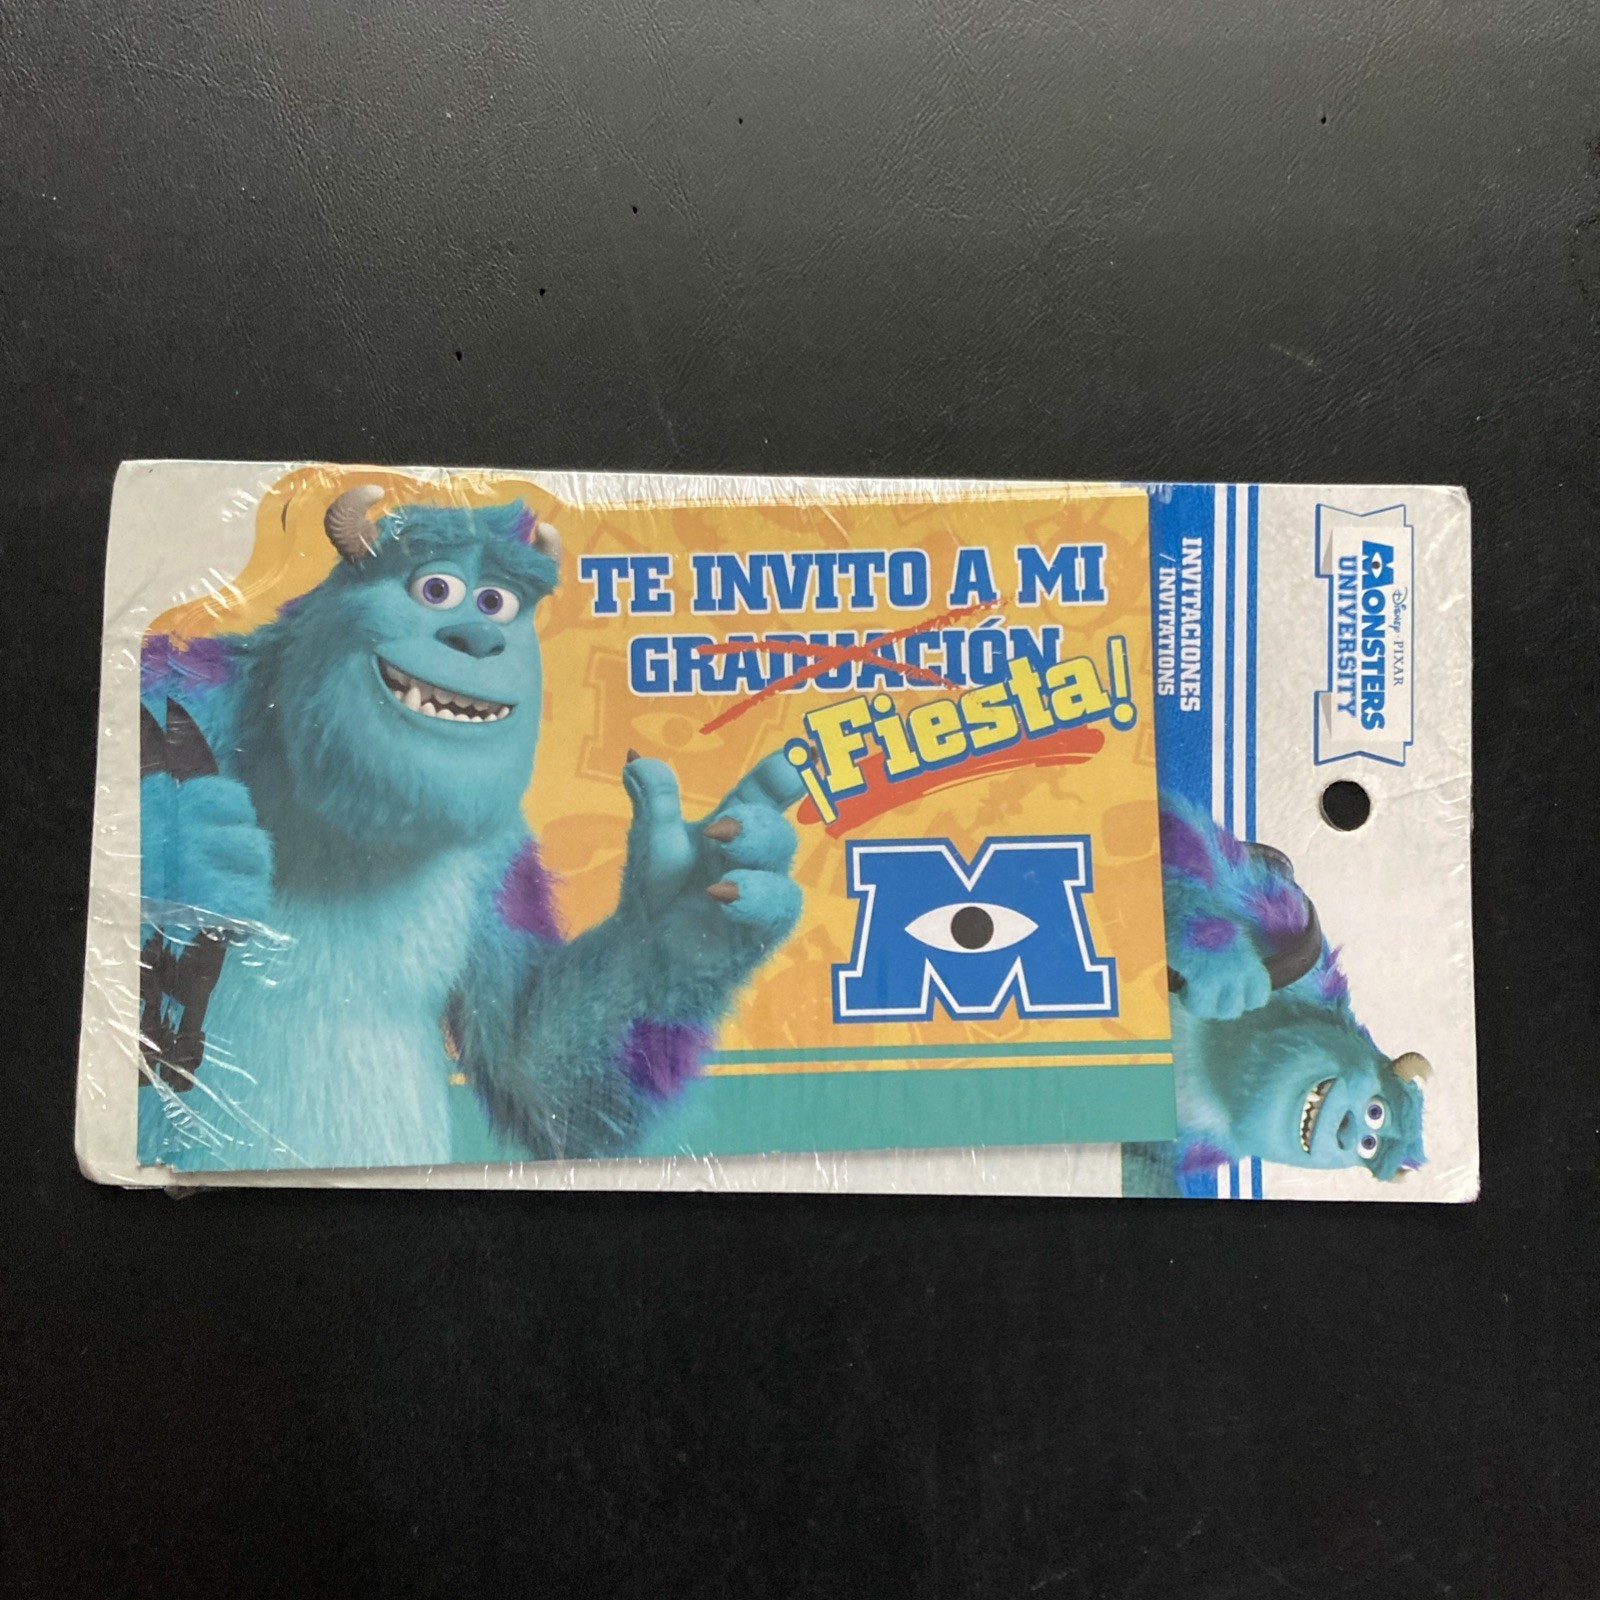 TE INVITO A MI
GRADUACIÓN
¡Fiesta!
M
INVITACIONES
/ INVITATIONS
Disney PIXAR
MONSTERS
UNIVERSITY